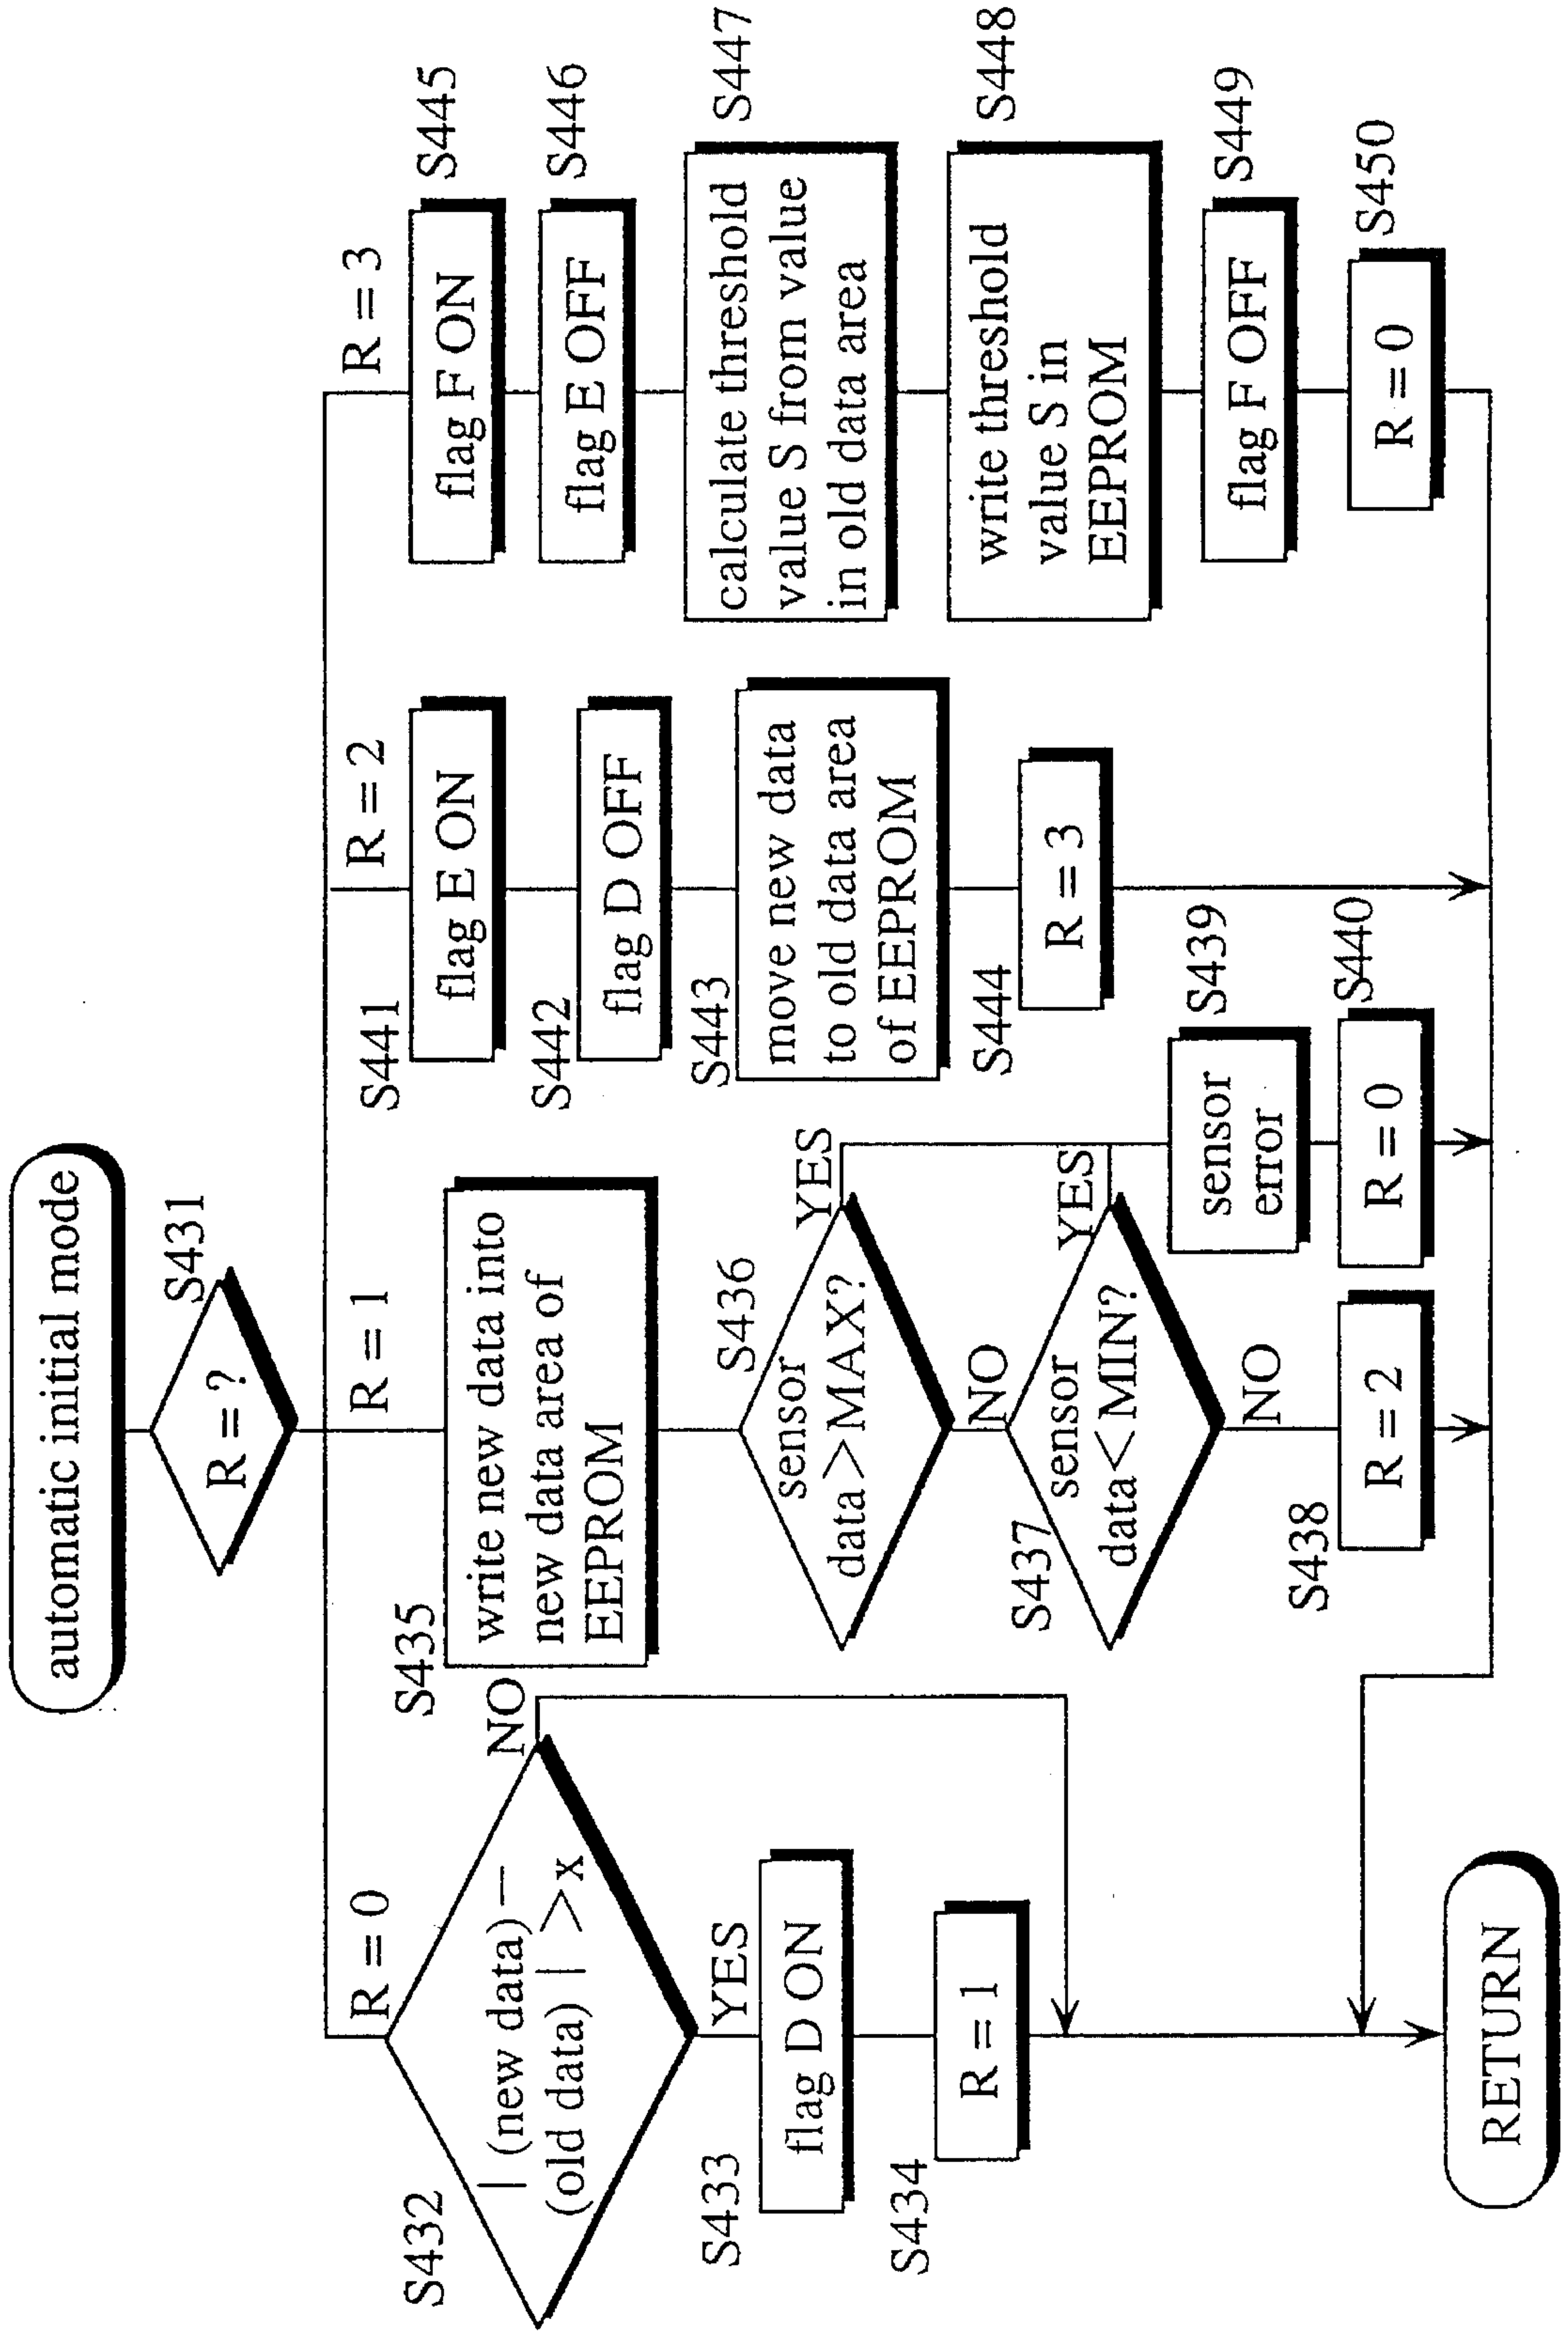 automatic initial mode
S431
R = ?
R = 0
S432
| (new data) —
(old data) | >x
NO
YES
S433
flag D ON
S434
R = 1
R = 1
S435
write new data into
new data area of
EEPROM
S436
sensor
data>MAX?
YES
NO
S437
sensor
data<MIN?
YES
NO
S438
R = 2
S439
sensor
error
S440
R = 0
R = 2
S441
flag E ON
S442
flag D OFF
S443
move new data
to old data area
of EEPROM
S444
R = 3
R = 3
S445
flag F ON
S446
flag E OFF
S447
calculate threshold
value S from value
in old data area
S448
write threshold
value S in
EEPROM
S449
flag F OFF
S450
R = 0
RETURN